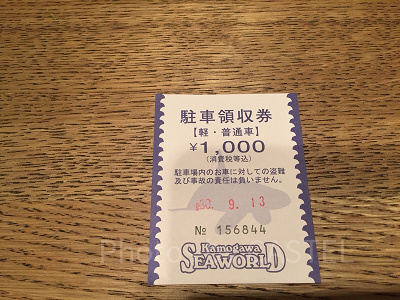 駐車領収券
【軽・普通車】
¥1,000
(消費税等込)
駐車場内のお車に対しての盗難
及び事故の責任は負いません。
30. 9. 13
№ 156844
Kamogawa
SEAWORLD